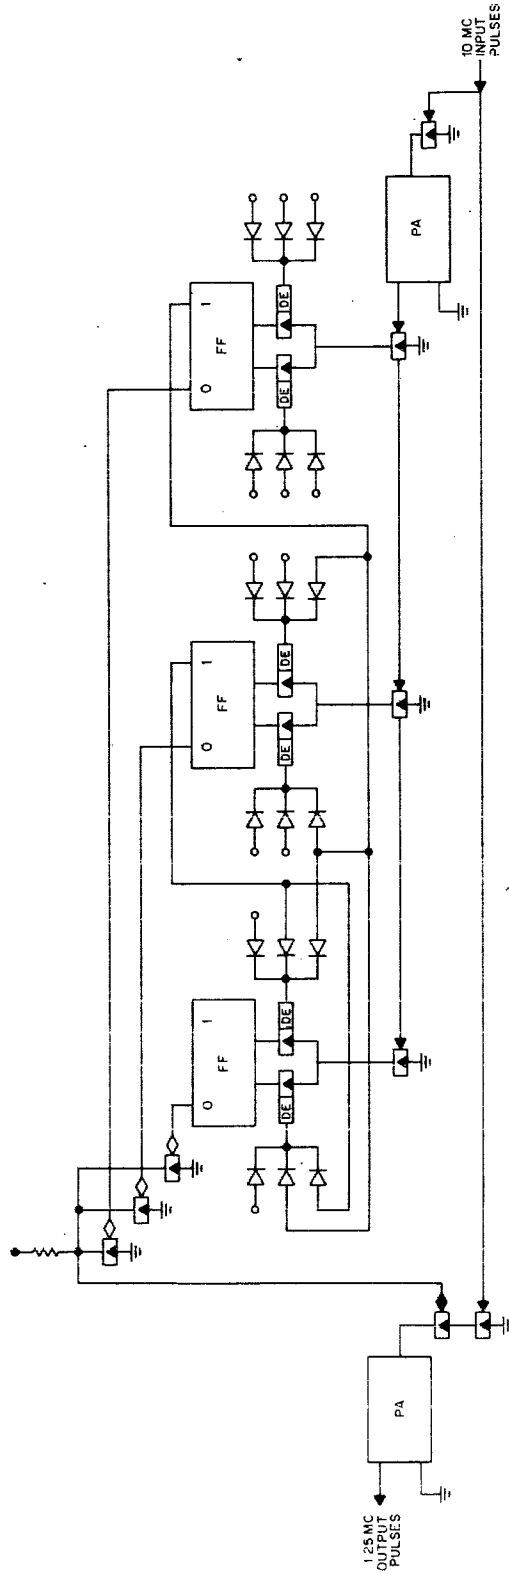 10 MC
INPUT
PULSES
PA
1
0
FF
DE
DE
1
0
FF
DE
DE
1
0
FF
DE
DE
PA
1.25 MC
OUTPUT
PULSES